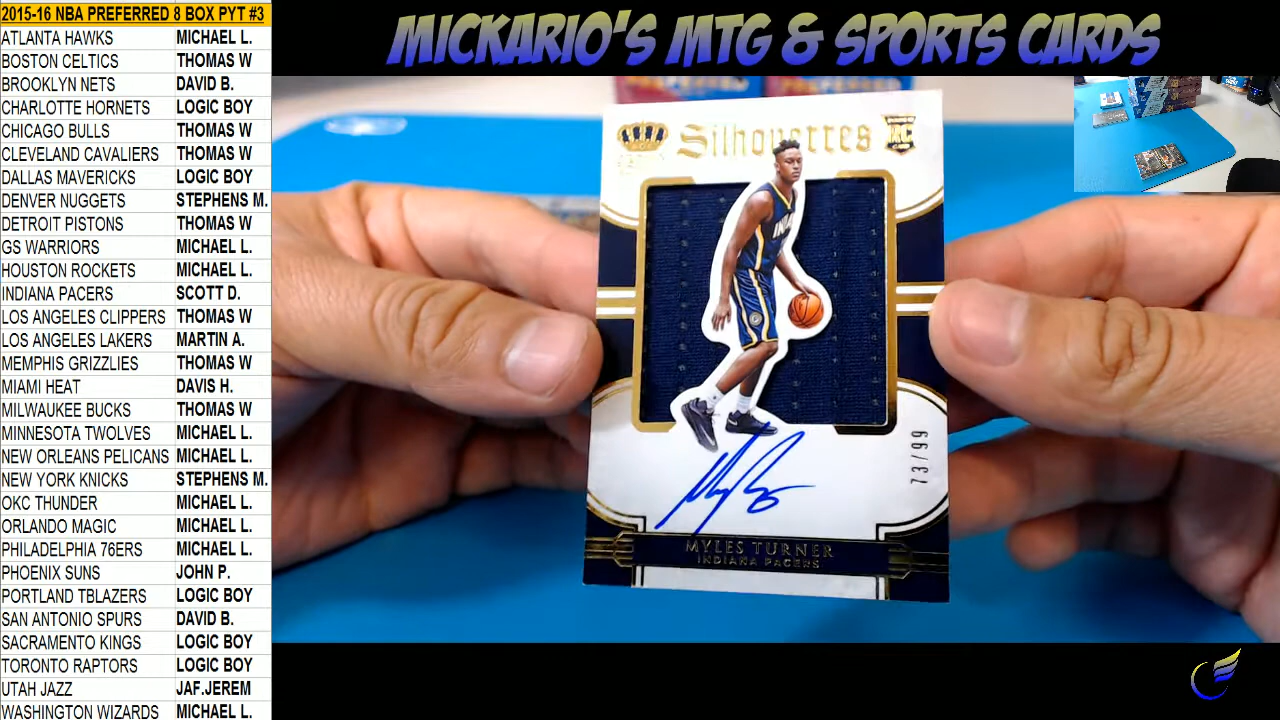 2015-16 NBA PREFERRED 8 BOX PYT #3
ATLANTA HAWKS MICHAEL L.
BOSTON CELTICS THOMAS W
BROOKLYN NETS DAVID B.
CHARLOTTE HORNETS LOGIC BOY
CHICAGO BULLS THOMAS W
CLEVELAND CAVALIERS THOMAS W
DALLAS MAVERICKS LOGIC BOY
DENVER NUGGETS STEPHENS M.
DETROIT PISTONS THOMAS W
GS WARRIORS MICHAEL L.
HOUSTON ROCKETS MICHAEL L.
INDIANA PACERS SCOTT D.
LOS ANGELES CLIPPERS THOMAS W
LOS ANGELES LAKERS MARTIN A.
MEMPHIS GRIZZLIES THOMAS W
MIAMI HEAT DAVIS H.
MILWAUKEE BUCKS THOMAS W
MINNESOTA TWOLVES MICHAEL L.
NEW ORLEANS PELICANS MICHAEL L.
NEW YORK KNICKS STEPHENS M.
OKC THUNDER MICHAEL L.
ORLANDO MAGIC MICHAEL L.
PHILADELPHIA 76ERS MICHAEL L.
PHOENIX SUNS JOHN P.
PORTLAND TBLAZERS LOGIC BOY
SAN ANTONIO SPURS DAVID B.
SACRAMENTO KINGS LOGIC BOY
TORONTO RAPTORS LOGIC BOY
UTAH JAZZ JAF.JEREM
WASHINGTON WIZARDS MICHAEL L.
MICKARIO'S MTG & SPORTS CARDS
Silhouettes
RC
73/99
MYLES TURNER
INDIANA PACERS